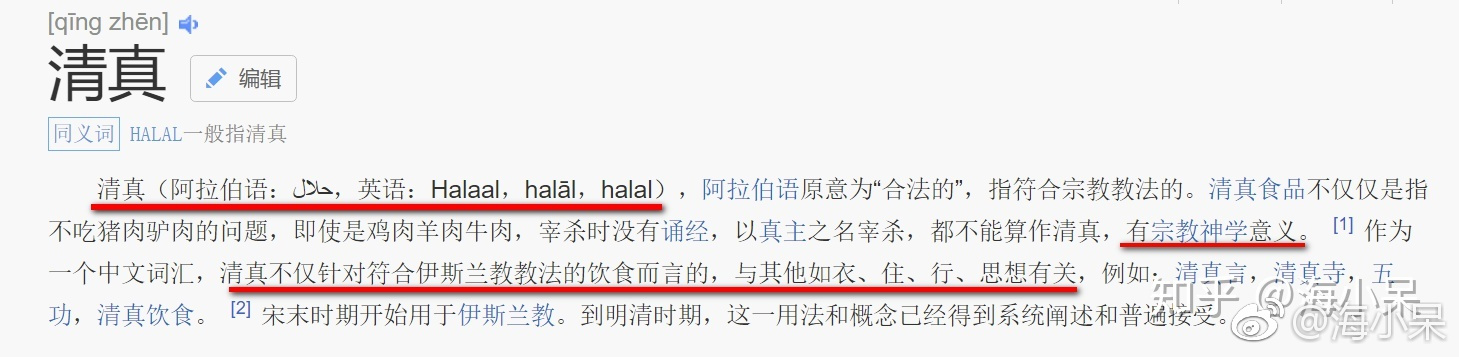 [qīng zhēn]
清真 编辑
同义词 HALAL一般指清真
清真（阿拉伯语：حلال，英语：Halaal，halāl，halal），阿拉伯语原意为“合法的”，指符合宗教教法的。清真食品不仅仅是指
不吃猪肉驴肉的问题，即使是鸡肉羊肉牛肉，宰杀时没有诵经，以真主之名宰杀，都不能算作清真，有宗教神学意义。 [1] 作为
一个中文词汇，清真不仅针对符合伊斯兰教教法的饮食而言的，与其他如衣、住、行、思想有关，例如：清真言，清真寺，五
功，清真饮食。 [2] 宋末时期开始用于伊斯兰教。到明清时期，这一用法和概念已经得到系统阐述和普遍接受。
知乎 @海小呆
@海小呆